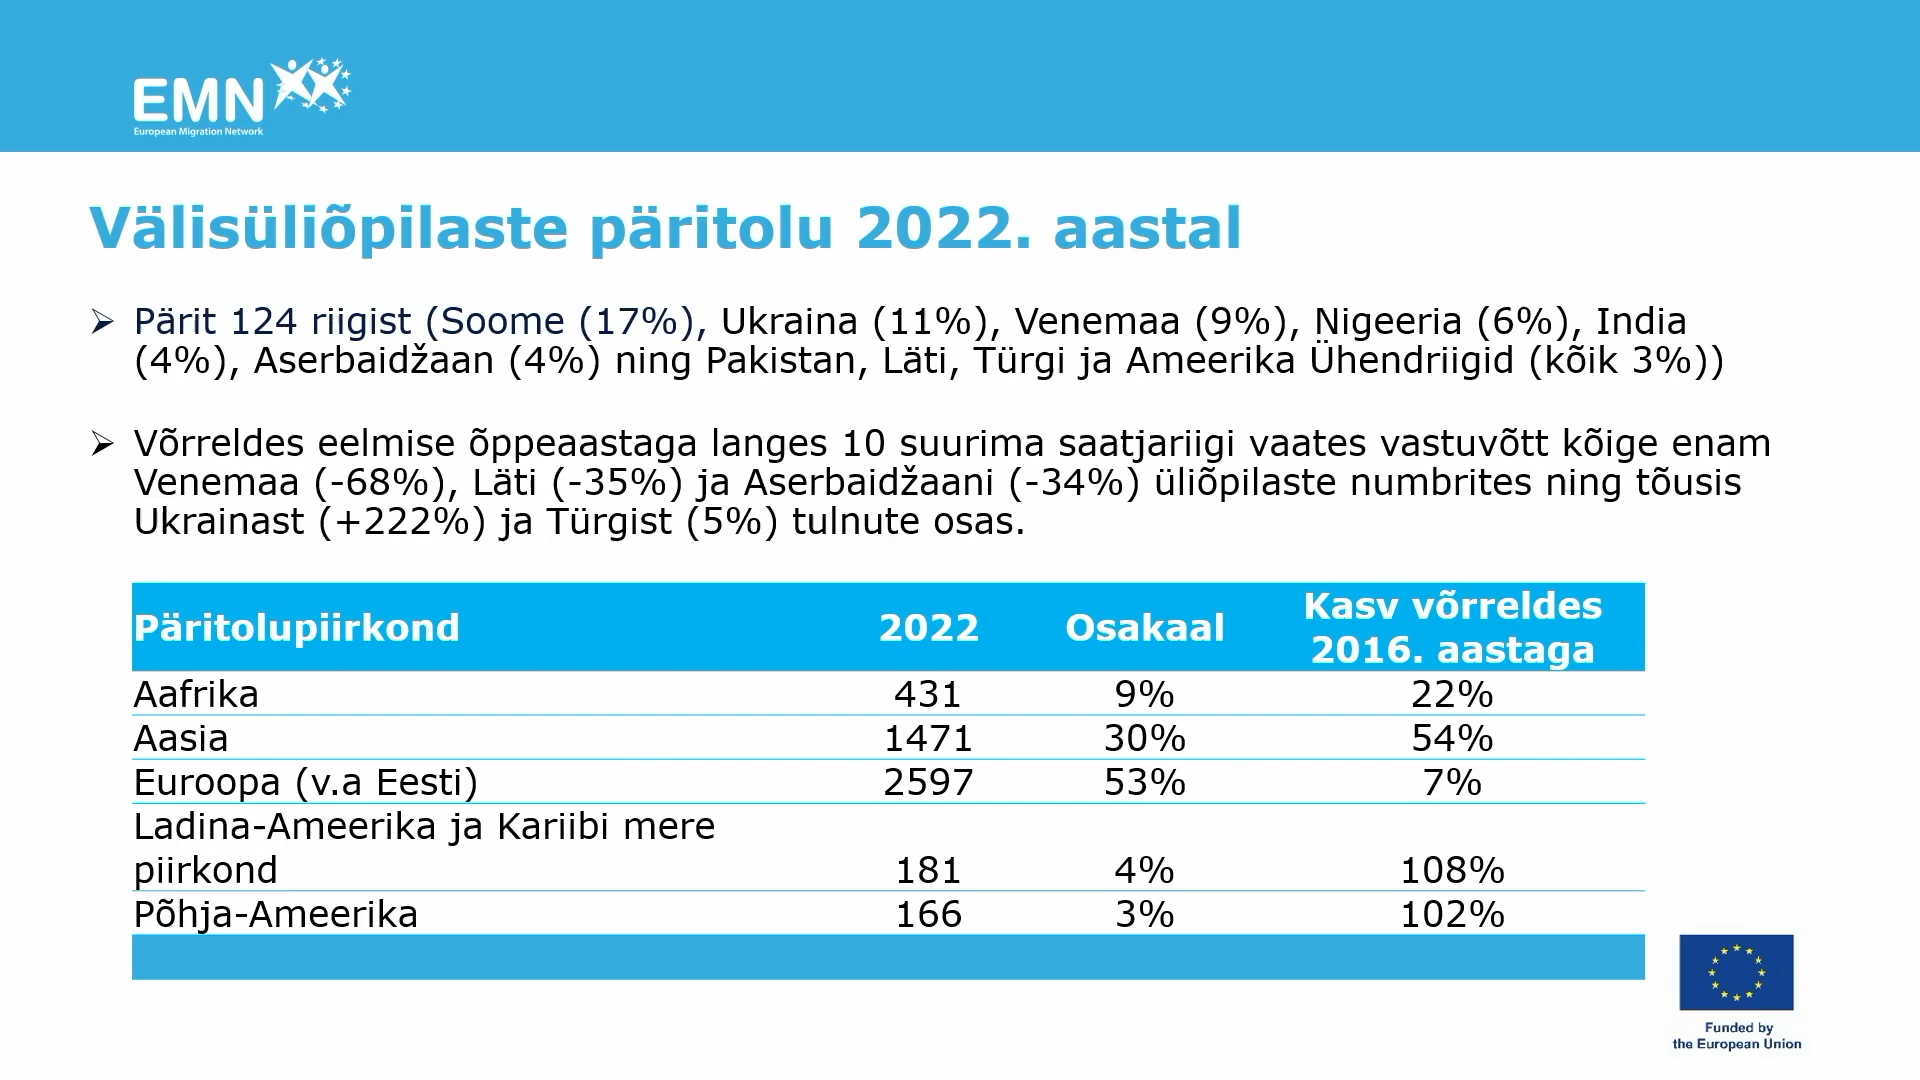 EMN
European Migration Network
Välisüliõpilaste päritolu 2022. aastal
Pärit 124 riigist (Soome (17%), Ukraina (11%), Venemaa (9%), Nigeeria (6%), India
(4%), Aserbaidžaan (4%) ning Pakistan, Läti, Türgi ja Ameerika Ühendriigid (kõik 3%))
Võrreldes eelmise õppeaastaga langes 10 suurima saatjariigi vaates vastuvõtt kõige enam
Venemaa (-68%), Läti (-35%) ja Aserbaidžaani (-34%) üliõpilaste numbrites ning tõusis
Ukrainast (+222%) ja Türgist (5%) tulnute osas.
Päritolupiirkond 2022 Osakaal Kasv võrreldes
2016. aastaga
Aafrika 431 9% 22%
Aasia 1471 30% 54%
Euroopa (v.a Eesti) 2597 53% 7%
Ladina-Ameerika ja Kariibi mere
piirkond 181 4% 108%
Põhja-Ameerika 166 3% 102%
Funded by
the European Union